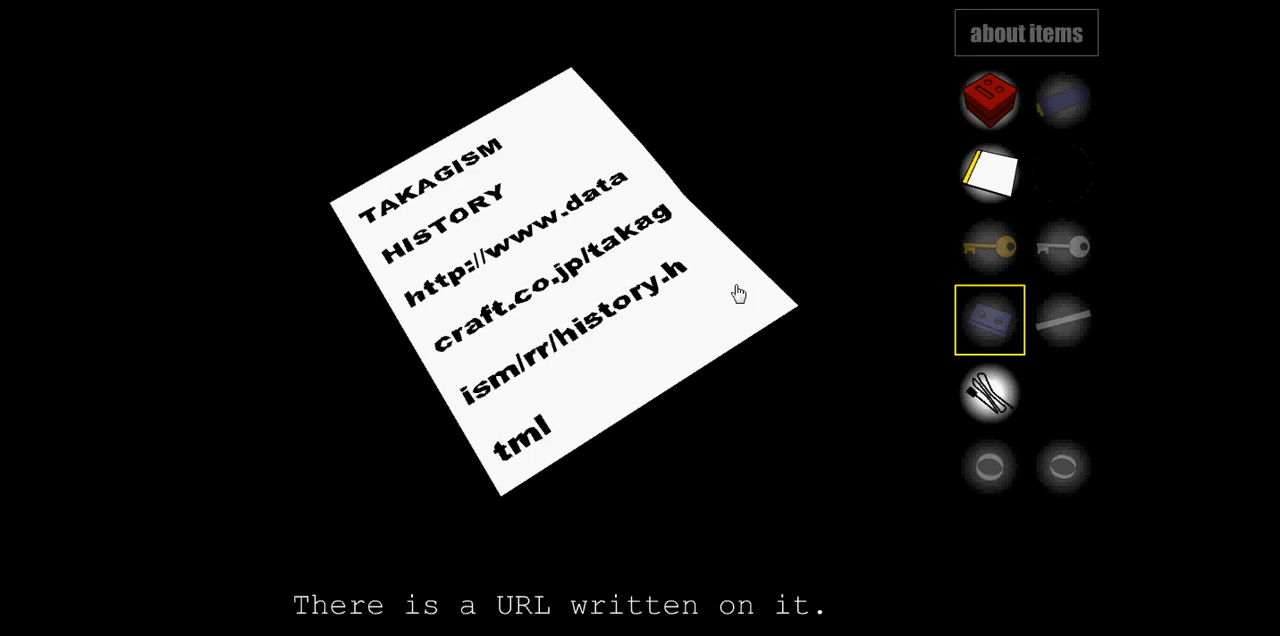 about items
TAKAGISM
HISTORY
http://www.data
craft.co.jp/takag
ism/rr/history.h
tml
There is a URL written on it.